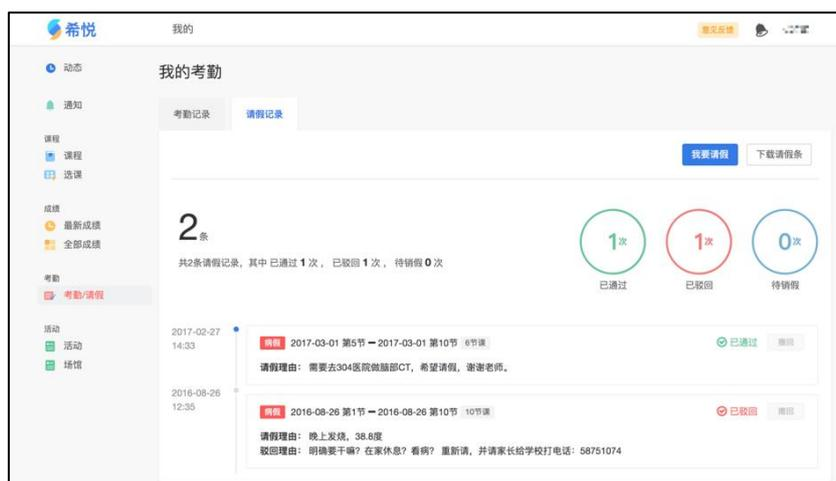 希悦
我的
意见反馈
动态
通知
课程
课程
选课
成绩
最新成绩
全部成绩
考勤
考勤/请假
活动
活动
场馆
我的考勤
考勤记录 请假记录
我要请假 下载请假条
2条
共2条请假记录，其中 已通过 1 次， 已驳回 1 次， 待销假 0 次
1次 1次 0次
已通过 已驳回 待销假
2017-02-27
14:33
病假 2017-03-01 第5节 ━ 2017-03-01 第10节 6节课 已通过 撤回
请假理由： 需要去304医院做脑部CT，希望请假，谢谢老师。
2016-08-26
12:35
病假 2016-08-26 第1节 ━ 2016-08-26 第10节 10节课 已驳回 撤回
请假理由： 晚上发烧，38.8度
驳回理由： 明确要干嘛？在家休息？看病？ 重新请，并请家长给学校打电话：58751074